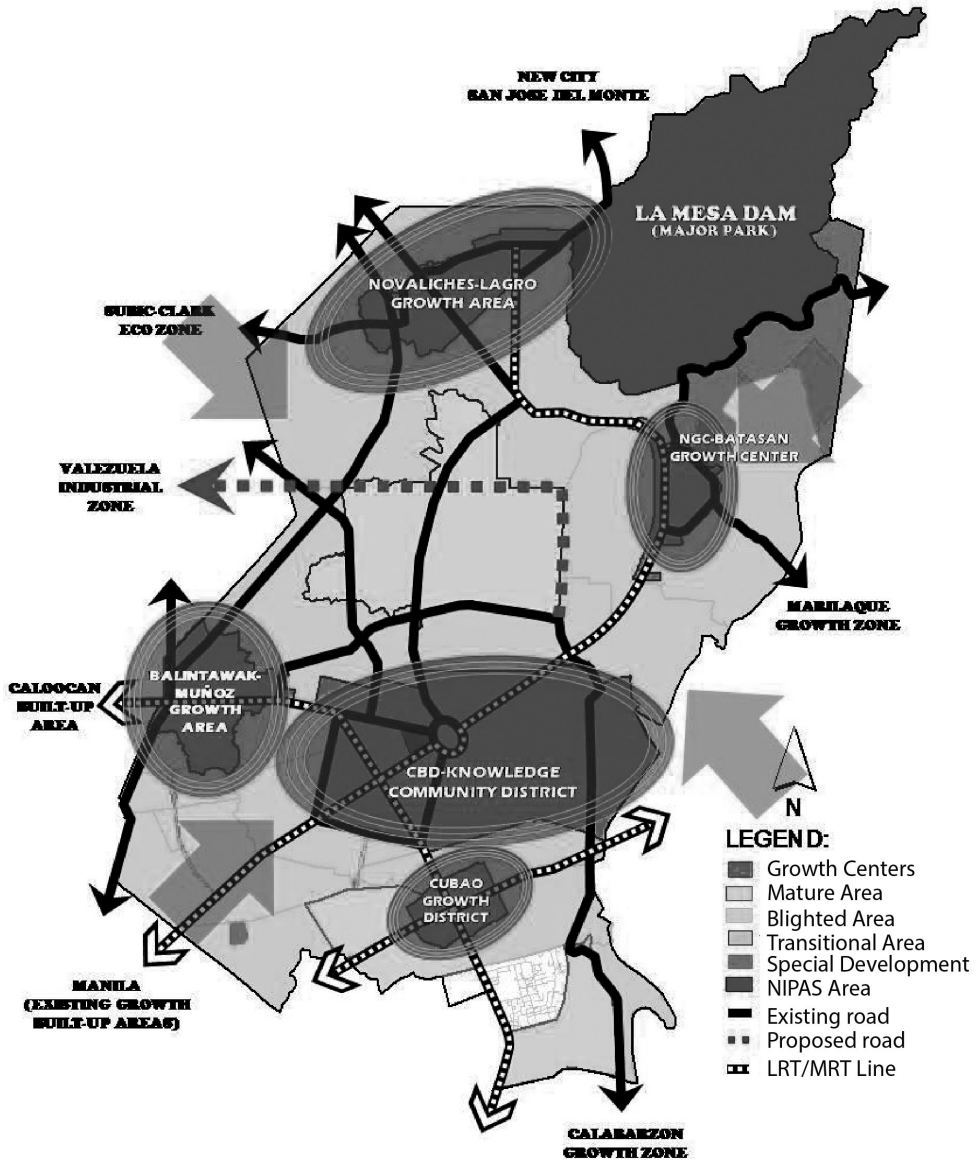 NEW CITY
SAN JOSE DEL MONTE
LA MESA DAM
(MAJOR PARK)
NOVALICHES-LAGRO
GROWTH AREA
SUBIC-CLARK
ECO ZONE
NGC-BATASAN
GROWTH CENTER
VALEZUELA
INDUSTRIAL
ZONE
MARILAQUE
GROWTH ZONE
BALINTAWAK-
MUÑOZ
GROWTH
AREA
CALOOCAN
BUILT-UP
AREA
CBD-KNOWLEDGE
COMMUNITY DISTRICT
N
CUBAO
GROWTH
DISTRICT
LEGEND:
Growth Centers
Mature Area
Blighted Area
Transitional Area
Special Development
NIPAS Area
Existing road
Proposed road
LRT/MRT Line
MANILA
(EXISTING GROWTH
BUILT-UP AREAS)
CALABARZON
GROWTH ZONE